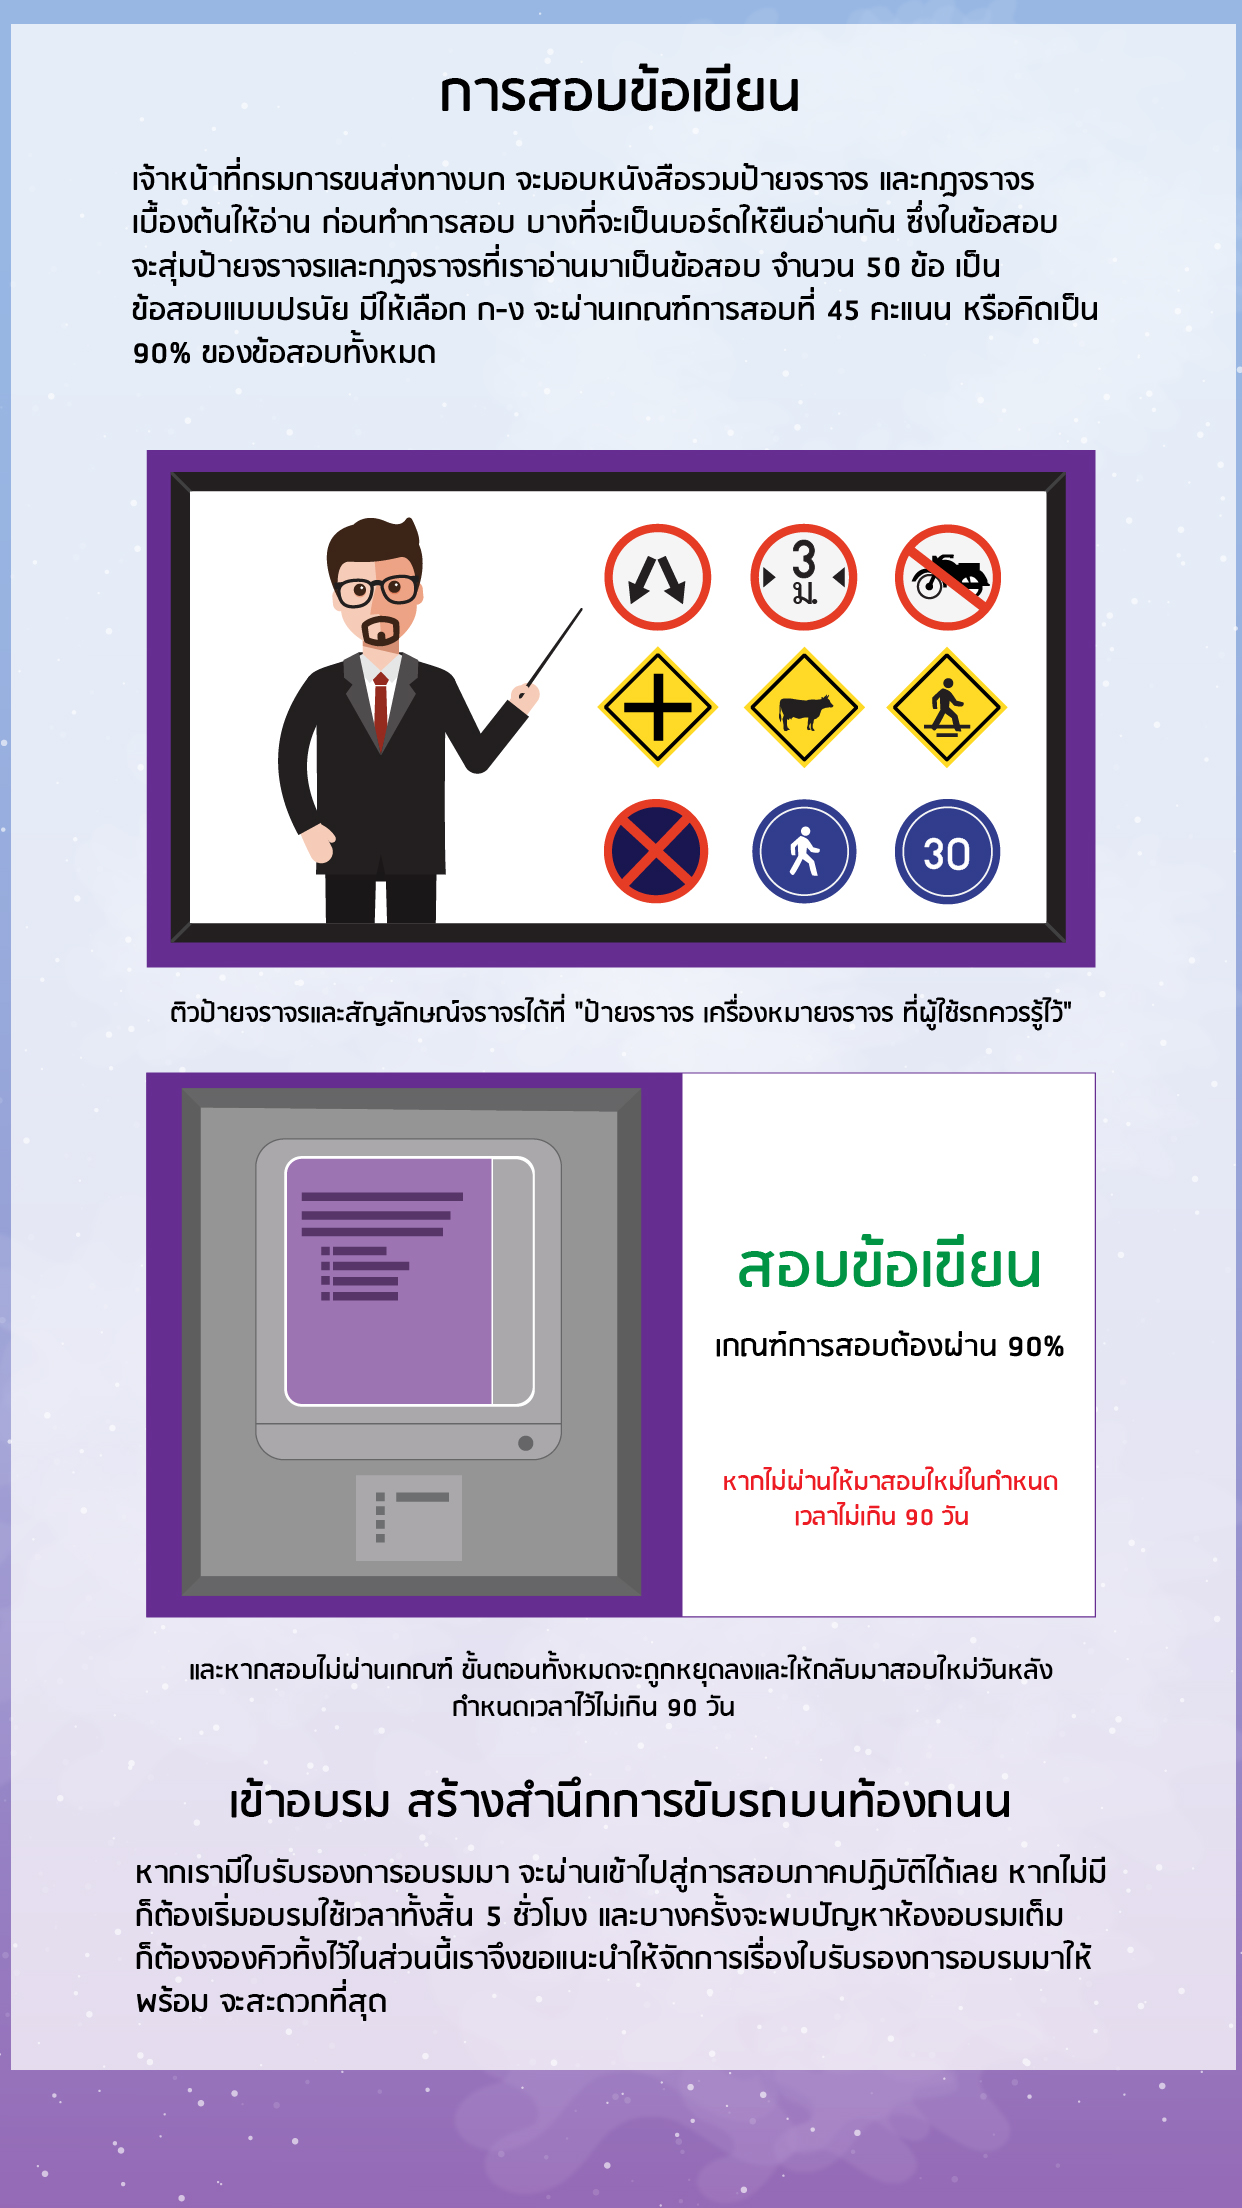 การสอบข้อเขียน
เจ้าหน้าที่กรมการขนส่งทางบก จะมอบหนังสือรวมป้ายจราจร และกฎจราจร
เบื้องต้นให้อ่าน ก่อนทำการสอบ บางที่จะเป็นบอร์ดให้ยืนอ่านกัน ซึ่งในข้อสอบ
จะสุ่มป้ายจราจรและกฎจราจรที่เราอ่านมาเป็นข้อสอบ จำนวน 50 ข้อ เป็น
ข้อสอบแบบปรนัย มีให้เลือก ก-ง จะผ่านเกณฑ์การสอบที่ 45 คะแนน หรือคิดเป็น
90% ของข้อสอบทั้งหมด
3
ม.
30
ติวป้ายจราจรและสัญลักษณ์จราจรได้ที่ "ป้ายจราจร เครื่องหมายจราจร ที่ผู้ใช้รถควรรู้ไว้"
สอบข้อเขียน
เกณฑ์การสอบต้องผ่าน 90%
หากไม่ผ่านให้มาสอบใหม่ในกำหนด
เวลาไม่เกิน 90 วัน
และหากสอบไม่ผ่านเกณฑ์ ขั้นตอนทั้งหมดจะถูกหยุดลงและให้กลับมาสอบใหม่วันหลัง
กำหนดเวลาไว้ไม่เกิน 90 วัน
เข้าอบรม สร้างสำนึกการขับรถบนท้องถนน
หากเรามีใบรับรองการอบรมมา จะผ่านเข้าไปสู่การสอบภาคปฏิบัติได้เลย หากไม่มี
ก็ต้องเริ่มอบรมใช้เวลาทั้งสิ้น 5 ชั่วโมง และบางครั้งจะพบปัญหาห้องอบรมเต็ม
ก็ต้องจองคิวทิ้งไว้ในส่วนนี้เราจึงขอแนะนำให้จัดการเรื่องใบรับรองการอบรมมาให้
พร้อม จะสะดวกที่สุด